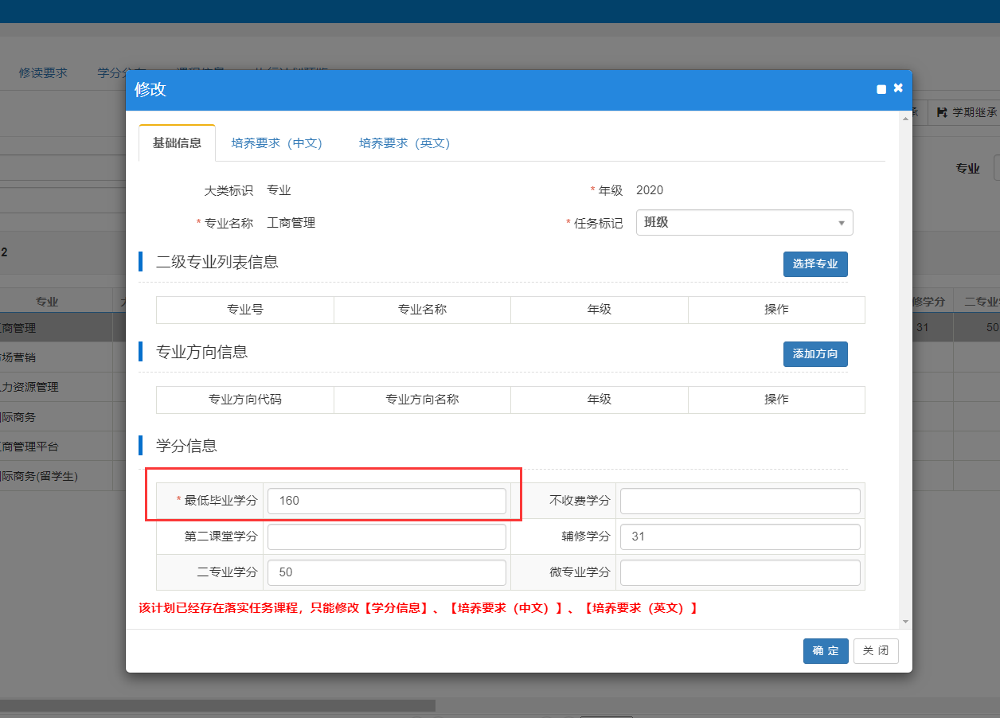 修读要求
修改
学期继承
基础信息 培养要求（中文） 培养要求（英文）
专业
大类标识 专业 * 年级 2020
* 专业名称 工商管理 * 任务标记 班级
2
二级专业列表信息 选择专业
专业号 专业名称 年级 操作
专业
修学分
商管理 31 50
专业方向信息 添加方向
场营销
力资源管理
专业方向代码 专业方向名称 年级 操作
际商务
商管理平台
学分信息
际商务(留学生)
* 最低毕业学分 160 不收费学分
第二课堂学分 辅修学分 31
二专业学分 50 微专业学分
该计划已经存在落实任务课程，只能修改【学分信息】、【培养要求（中文）】、【培养要求（英文）】
确 定 关 闭